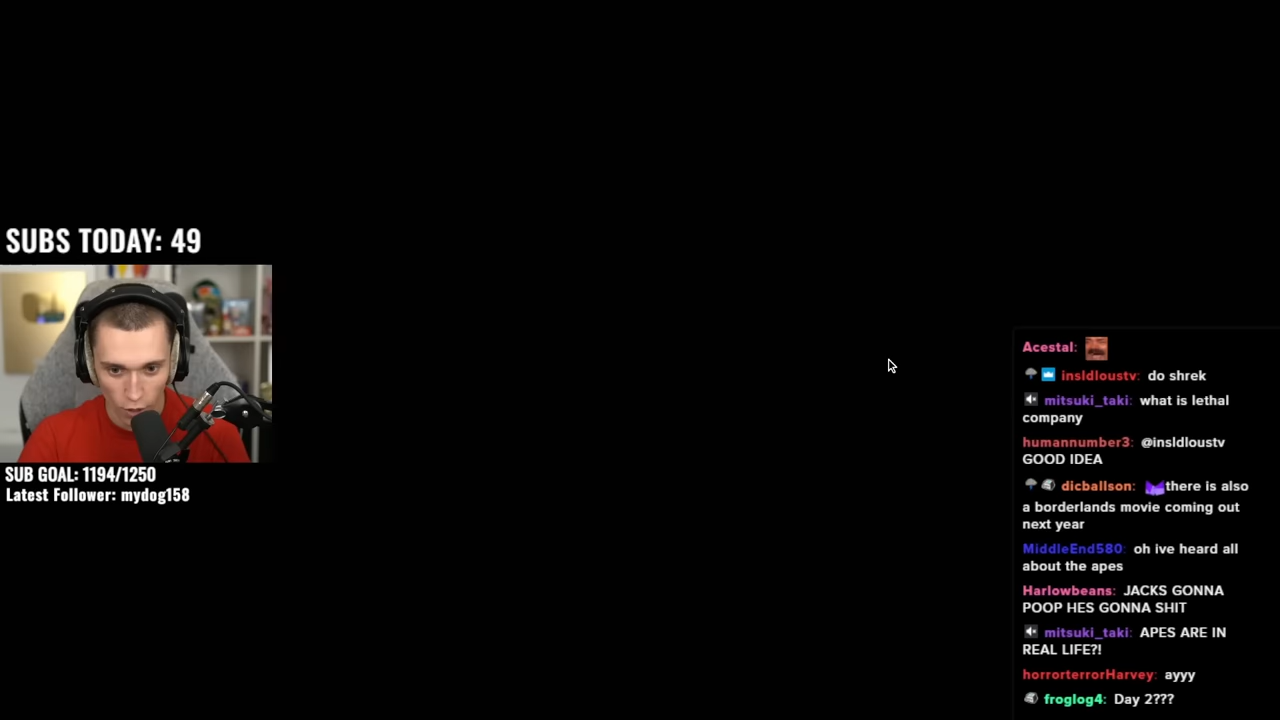 SUBS TODAY: 49
SUB GOAL: 1194/1250
Latest Follower: mydog158
Acestal:
insldloustv: do shrek
mitsuki_taki: what is lethal
company
humannumber3: @insldloustv
GOOD IDEA
dicballson: there is also
a borderlands movie coming out
next year
MiddleEnd580: oh ive heard all
about the apes
Harlowbeans: JACKS GONNA
POOP HES GONNA SHIT
mitsuki_taki: APES ARE IN
REAL LIFE?!
horrorterrorHarvey: ayyy
froglog4: Day 2???